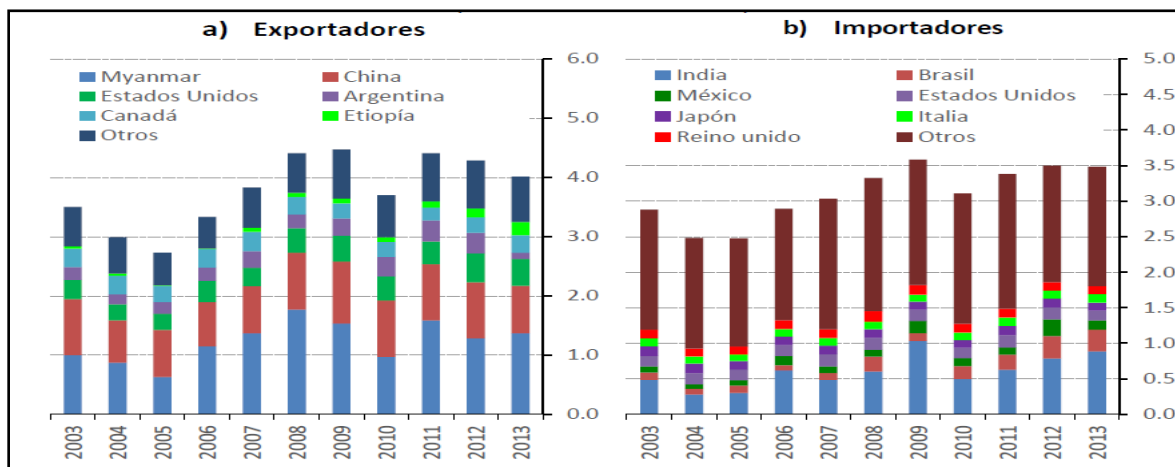 a) Exportadores
6.0
Myanmar China
Estados Unidos Argentina
Canadá Etiopía
Otros
5.0
4.0
3.0
2.0
1.0
0.0
2003 2004 2005 2006 2007 2008 2009 2010 2011 2012 2013
b) Importadores
5.0
India Brasil
México Estados Unidos
Japón Italia
Reino unido Otros
4.5
4.0
3.5
3.0
2.5
2.0
1.5
1.0
0.5
0.0
2003 2004 2005 2006 2007 2008 2009 2010 2011 2012 2013